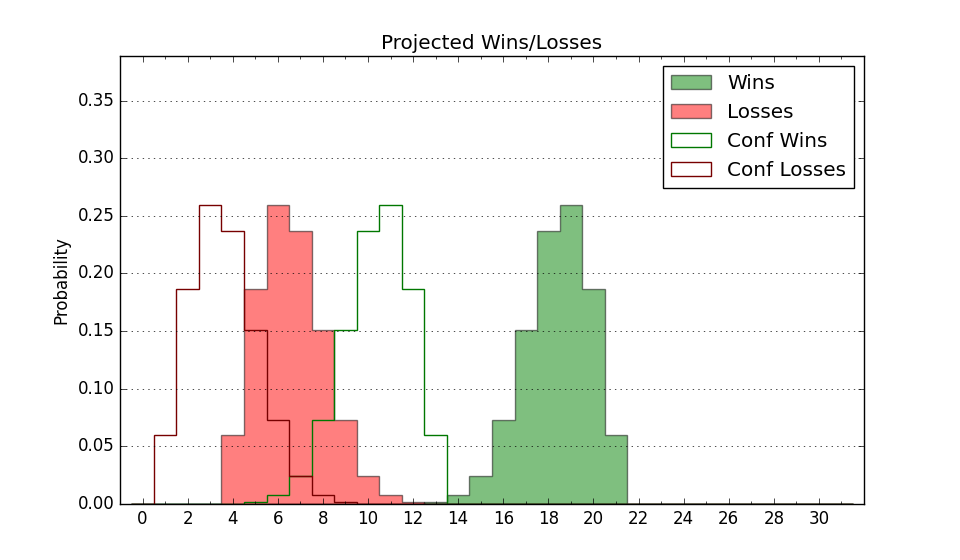 Projected Wins/Losses
Wins
Losses
Conf Wins
Conf Losses
Probability
0.35
0.30
0.25
0.20
0.15
0.10
0.05
0.00
0 2 4 6 8 10 12 14 16 18 20 22 24 26 28 30